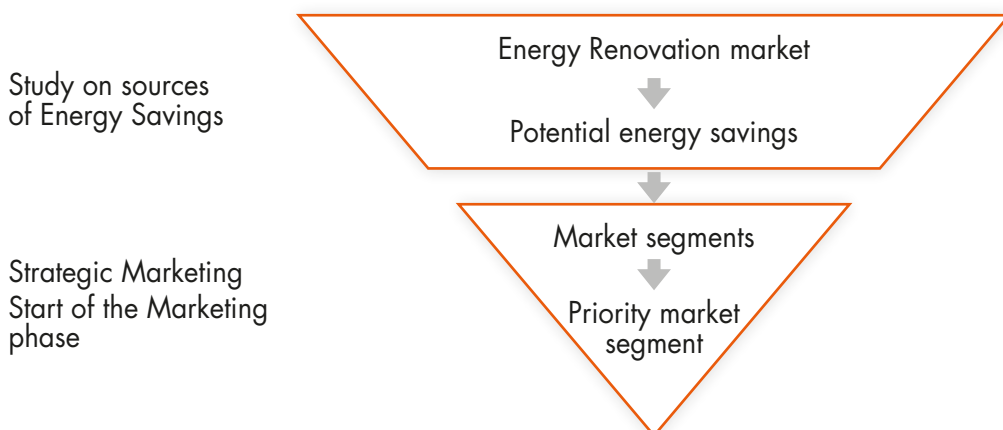 Energy Renovation market
Study on sources
of Energy Savings
Potential energy savings
Market segments
Strategic Marketing
Start of the Marketing
phase
Priority market
segment